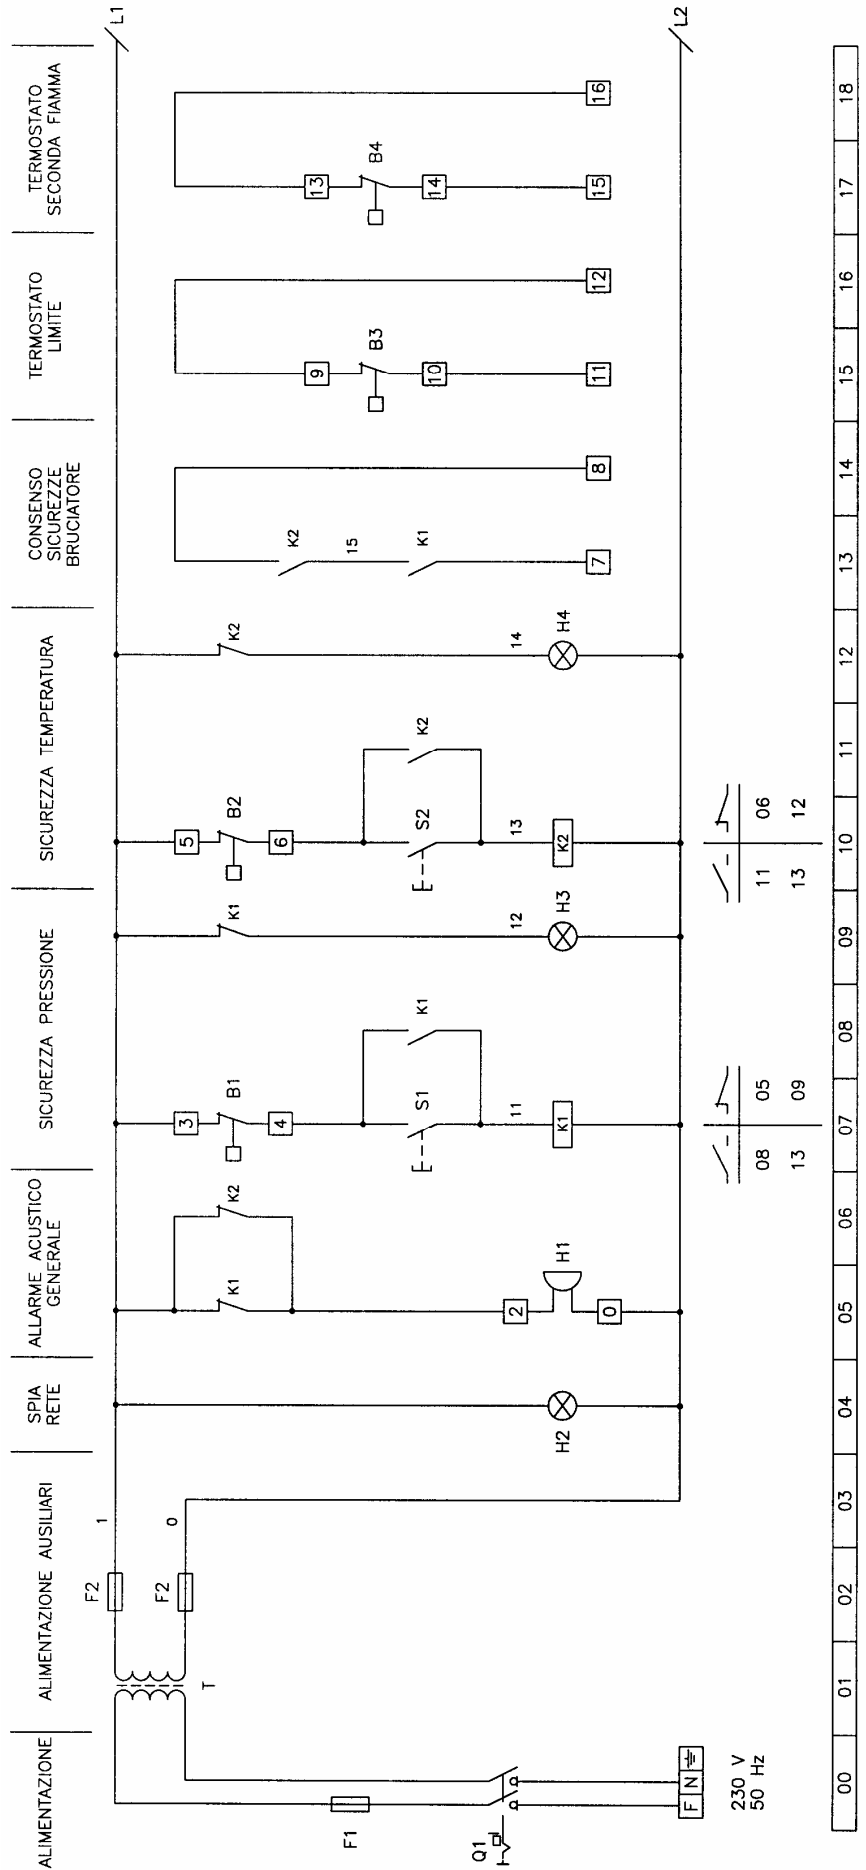 ALIMENTAZIONE
ALIMENTAZIONE AUSILIARI
SPIA
RETE
ALLARME ACUSTICO
GENERALE
SICUREZZA PRESSIONE
SICUREZZA TEMPERATURA
CONSENSO
SICUREZZE
BRUCIATORE
TERMOSTATO
LIMITE
TERMOSTATO
SECONDA FIAMMA
L1
F2
1
F2
0
T
K1
K2
3
B1
4
K1
5
B2
6
K2
K2
15
K1
9
B3
10
13
B4
14
F1
S1
K1
S2
K2
Q1
H2
2
H1
0
11
K1
12
H3
13
K2
14
H4
7
8
11
12
15
16
F N
L2
230 V
50 Hz
08 05
13 09
11 06
13 12
00 01 02 03 04 05 06 07 08 09 10 11 12 13 14 15 16 17 18